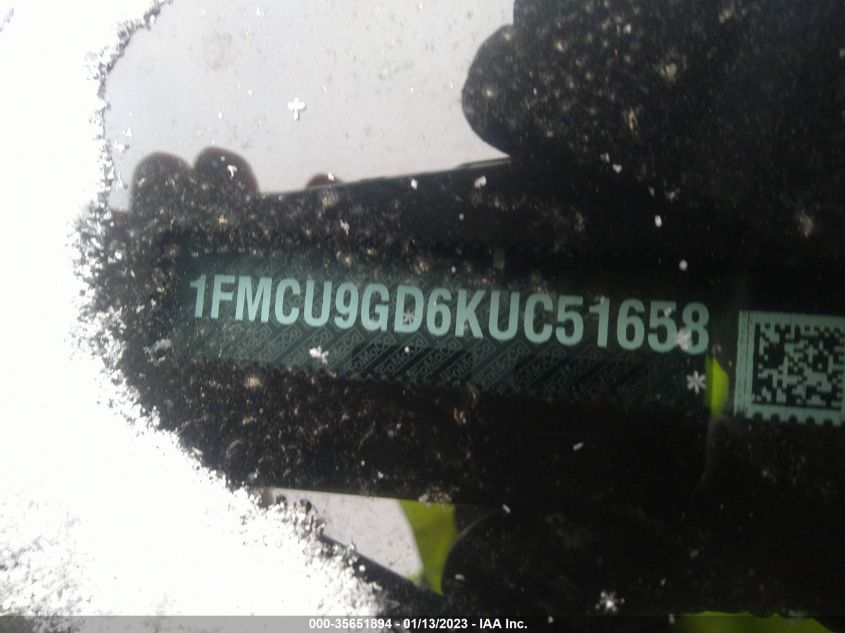 1FMCU9GD6KUC51658
000-35651894 - 01/13/2023 - IAA Inc.